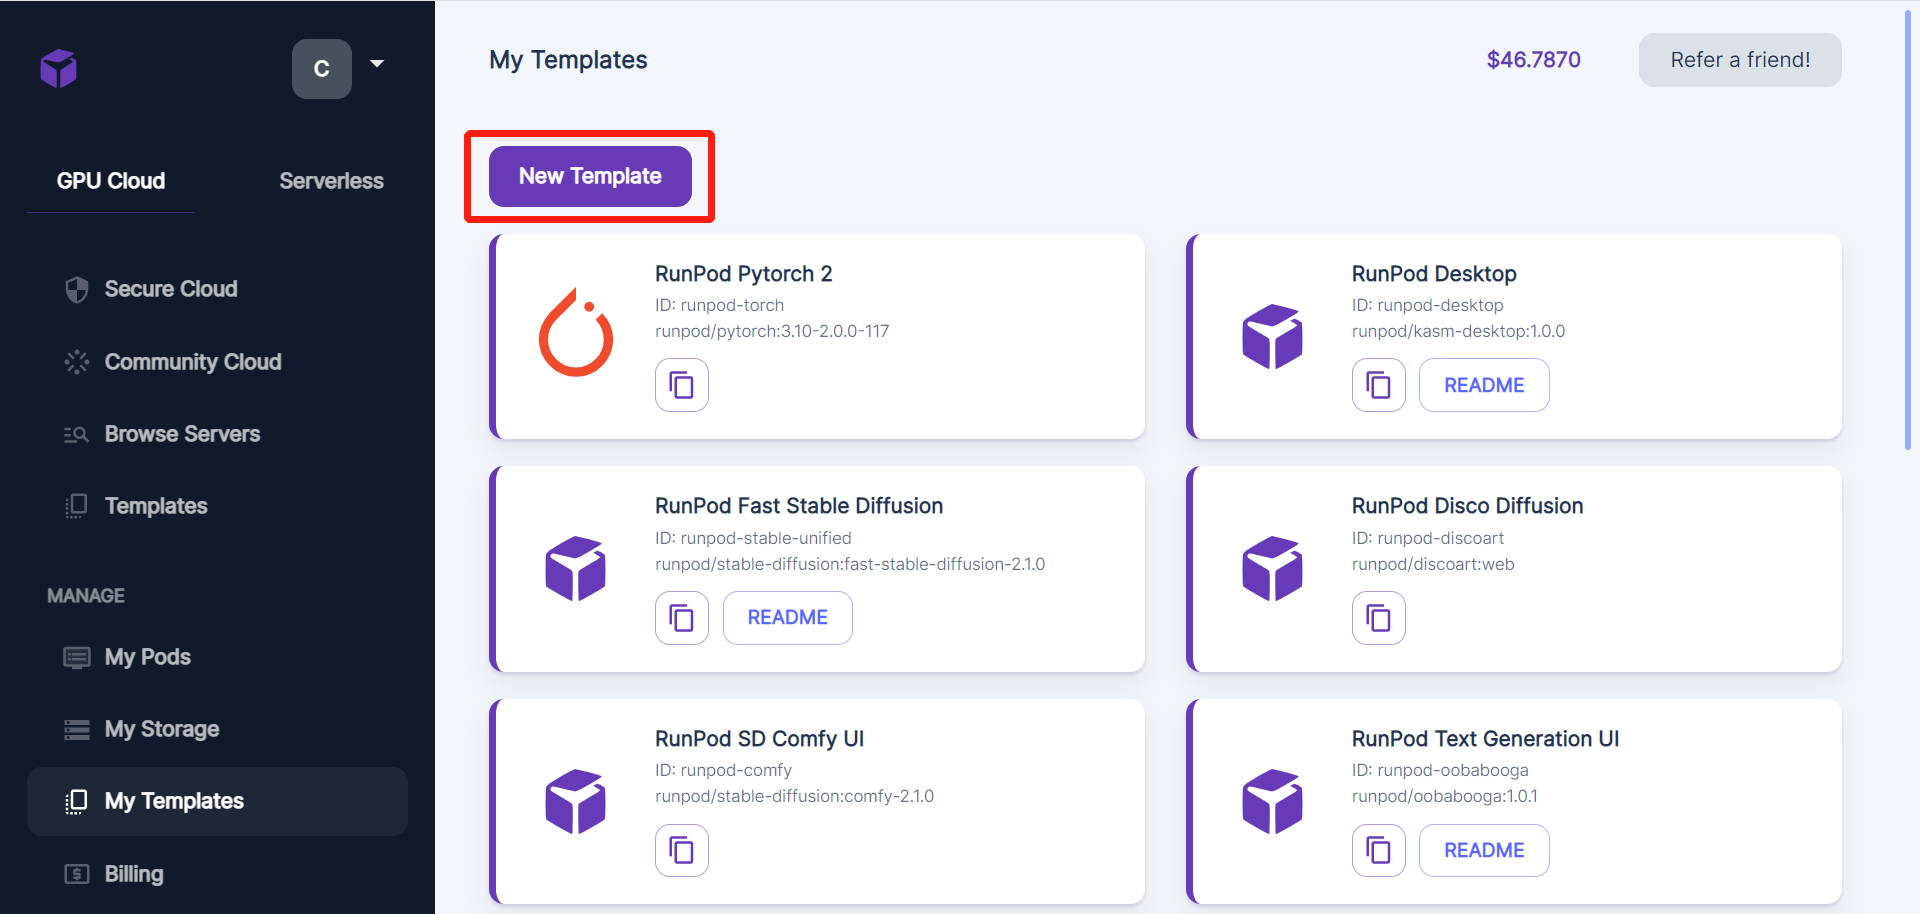 C
GPU Cloud
Serverless
Secure Cloud
Community Cloud
Browse Servers
Templates
MANAGE
My Pods
My Storage
My Templates
Billing
My Templates
$46.7870
Refer a friend!
New Template
RunPod Pytorch 2
ID: runpod-torch
runpod/pytorch:3.10-2.0.0-117
RunPod Desktop
ID: runpod-desktop
runpod/kasm-desktop:1.0.0
README
RunPod Fast Stable Diffusion
ID: runpod-stable-unified
runpod/stable-diffusion:fast-stable-diffusion-2.1.0
README
RunPod Disco Diffusion
ID: runpod-discoart
runpod/discoart:web
RunPod SD Comfy UI
ID: runpod-comfy
runpod/stable-diffusion:comfy-2.1.0
RunPod Text Generation UI
ID: runpod-oobabooga
runpod/oobabooga:1.0.1
README